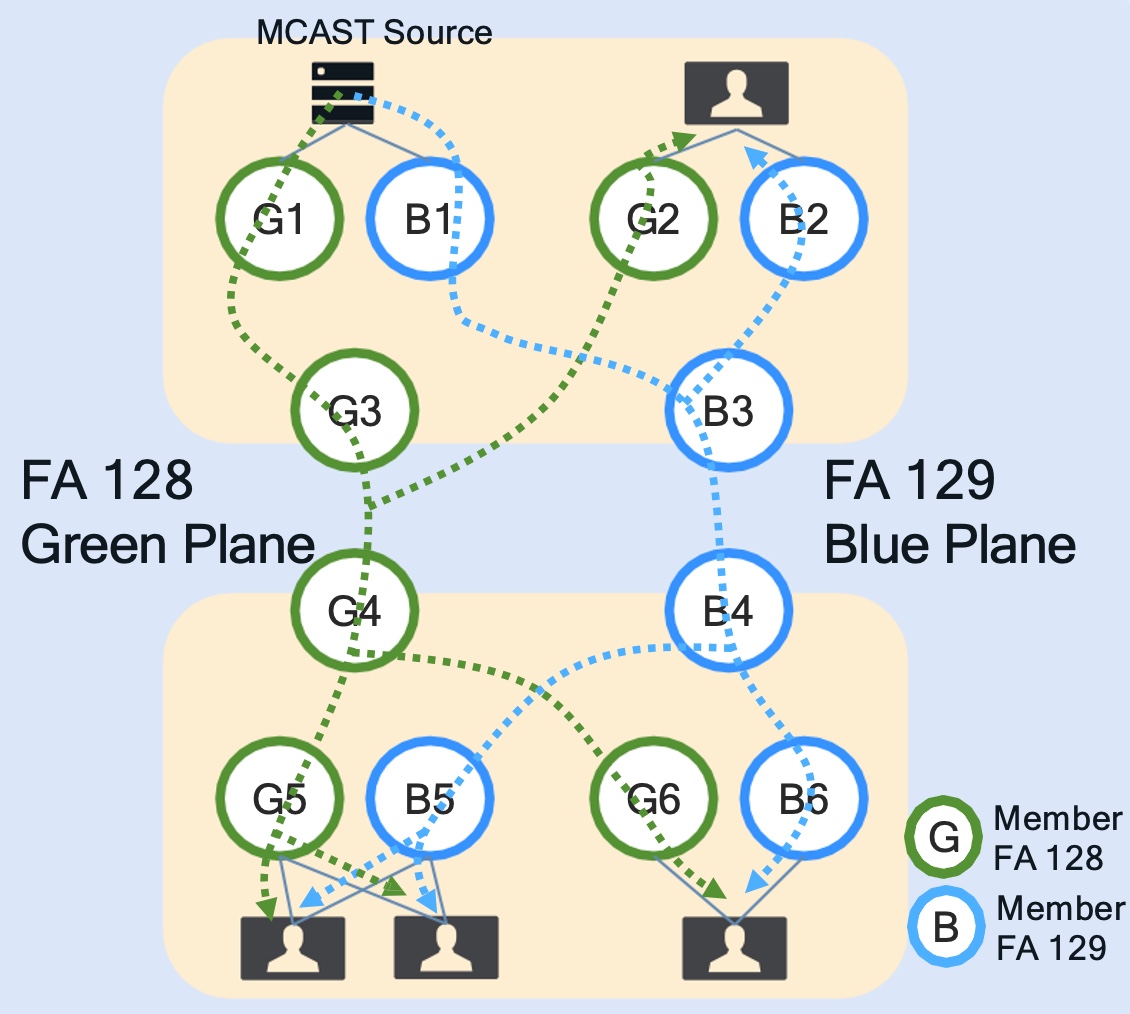 MCAST Source
G1
B1
G2
B2
G3
B3
FA 128
Green Plane
FA 129
Blue Plane
G4
B4
G5
B5
G6
B6
G
Member
FA 128
B
Member
FA 129